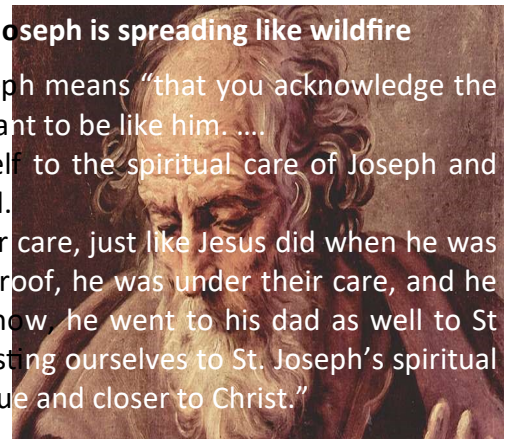 oseph is spreading like wildfire
ph means “that you acknowledge the
ant to be like him. ....
elf to the spiritual care of Joseph and
l.
r care, just like Jesus did when he was
roof, he was under their care, and he
now, he went to his dad as well to St
sting ourselves to St. Joseph’s spiritual
ue and closer to Christ.”